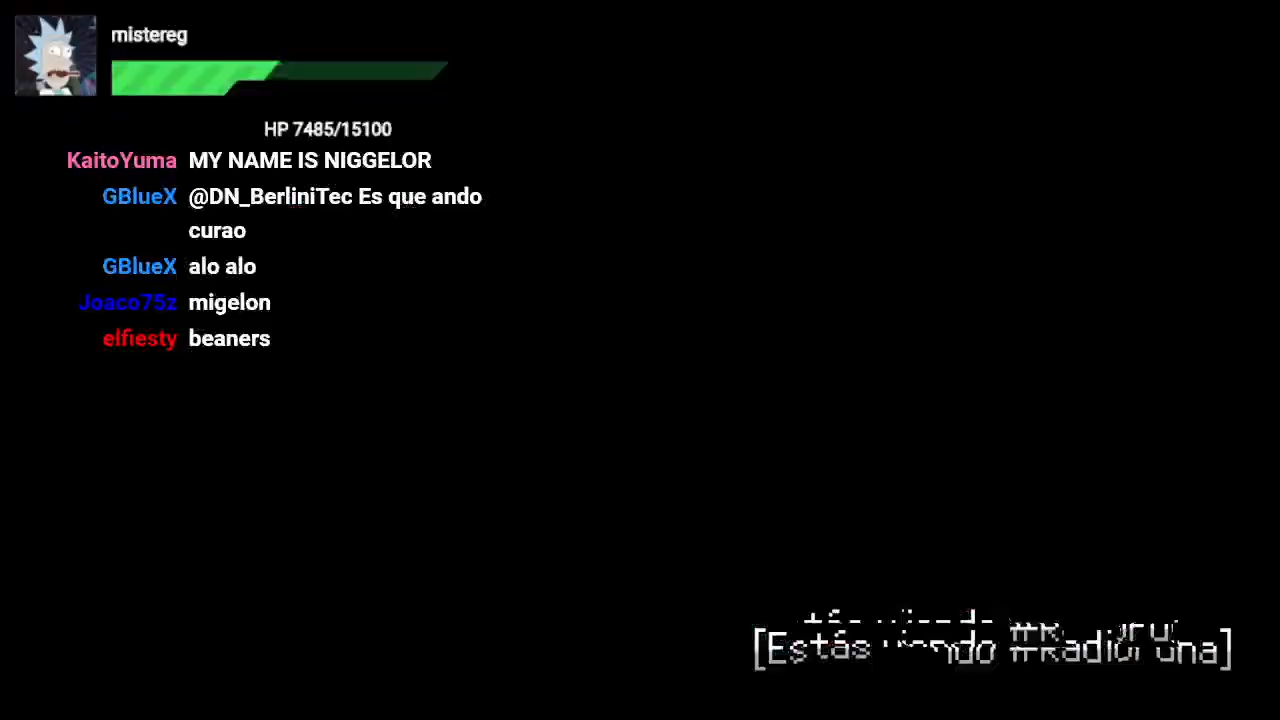 mistereg
HP 7485/15100
KaitoYuma MY NAME IS NIGGELOR
GBlueX @DN_BerliniTec Es que ando
curao
GBlueX alo alo
Joaco75z migelon
elfiesty beaners
[Estás viendo